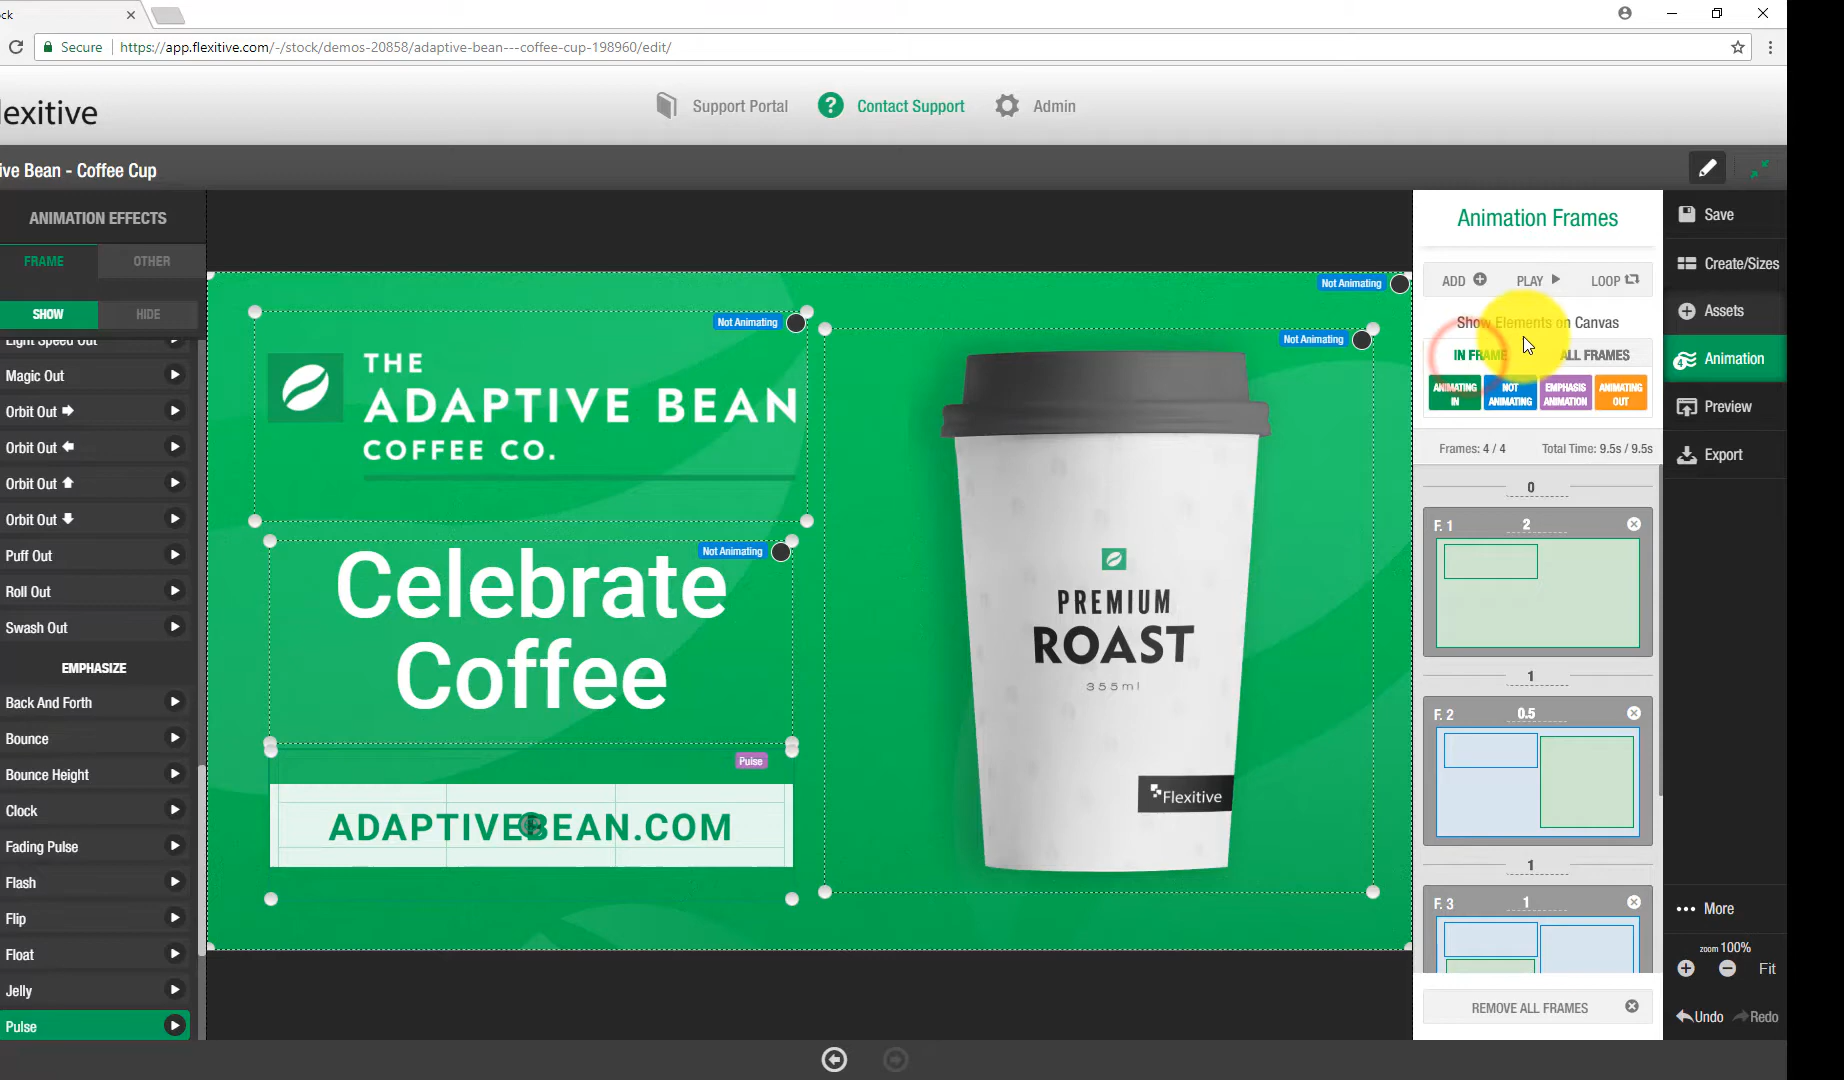 ck
Secure https://app.flexitive.com/-/stock/demos-20858/adaptive-bean---coffee-cup-198960/edit/
lexitive
Support Portal
Contact Support
Admin
ive Bean - Coffee Cup
ANIMATION EFFECTS
FRAME OTHER
SHOW HIDE
Light Speed Out
Magic Out
Orbit Out
Orbit Out
Orbit Out
Orbit Out
Puff Out
Roll Out
Swash Out
EMPHASIZE
Back And Forth
Bounce
Bounce Height
Clock
Fading Pulse
Flash
Flip
Float
Jelly
Pulse
Not Animating
Not Animating
Not Animating
THE
ADAPTIVE BEAN
COFFEE CO.
Not Animating
Celebrate
Coffee
Pulse
ADAPTIVEBEAN.COM
PREMIUM
ROAST
355ml
Flexitive
Animation Frames
ADD PLAY LOOP
Show Elements on Canvas
IN FRAME ALL FRAMES
ANIMATING IN
NOT ANIMATING
EMPHASIS ANIMATION
ANIMATING OUT
Frames: 4 / 4 Total Time: 9.5s / 9.5s
0
F. 1 2
1
F. 2 0.5
1
F. 3 1
REMOVE ALL FRAMES
Save
Create/Sizes
Assets
Animation
Preview
Export
More
zoom 100%
Fit
Undo Redo